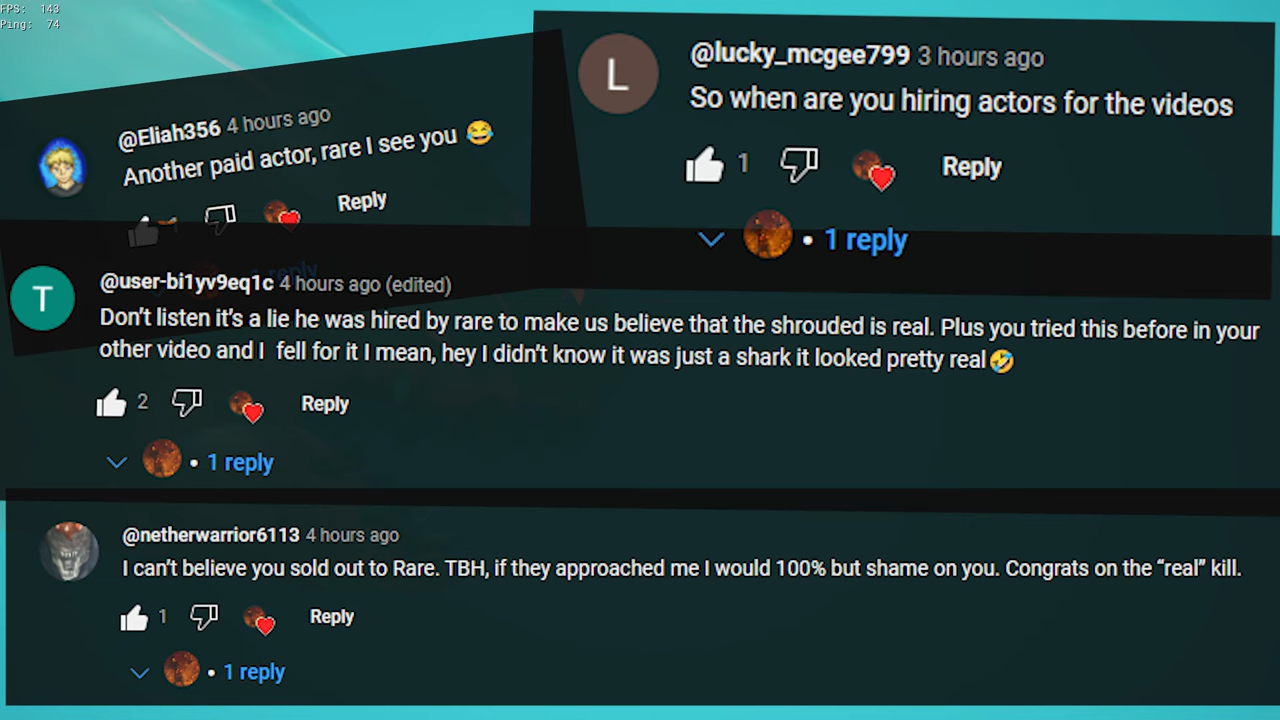 FPS: 143
Ping: 74
@Eliah356 4 hours ago
Another paid actor, rare I see you 😂
Reply
@lucky_mcgee799 3 hours ago
L
So when are you hiring actors for the videos
1
Reply
• 1 reply
T
@user-bi1yv9eq1c 4 hours ago (edited)
Don't listen it's a lie he was hired by rare to make us believe that the shrouded is real. Plus you tried this before in your
other video and I fell for it I mean, hey I didn't know it was just a shark it looked pretty real🤣
2
Reply
• 1 reply
@netherwarrior6113 4 hours ago
I can't believe you sold out to Rare. TBH, if they approached me I would 100% but shame on you. Congrats on the “real” kill.
1
Reply
• 1 reply